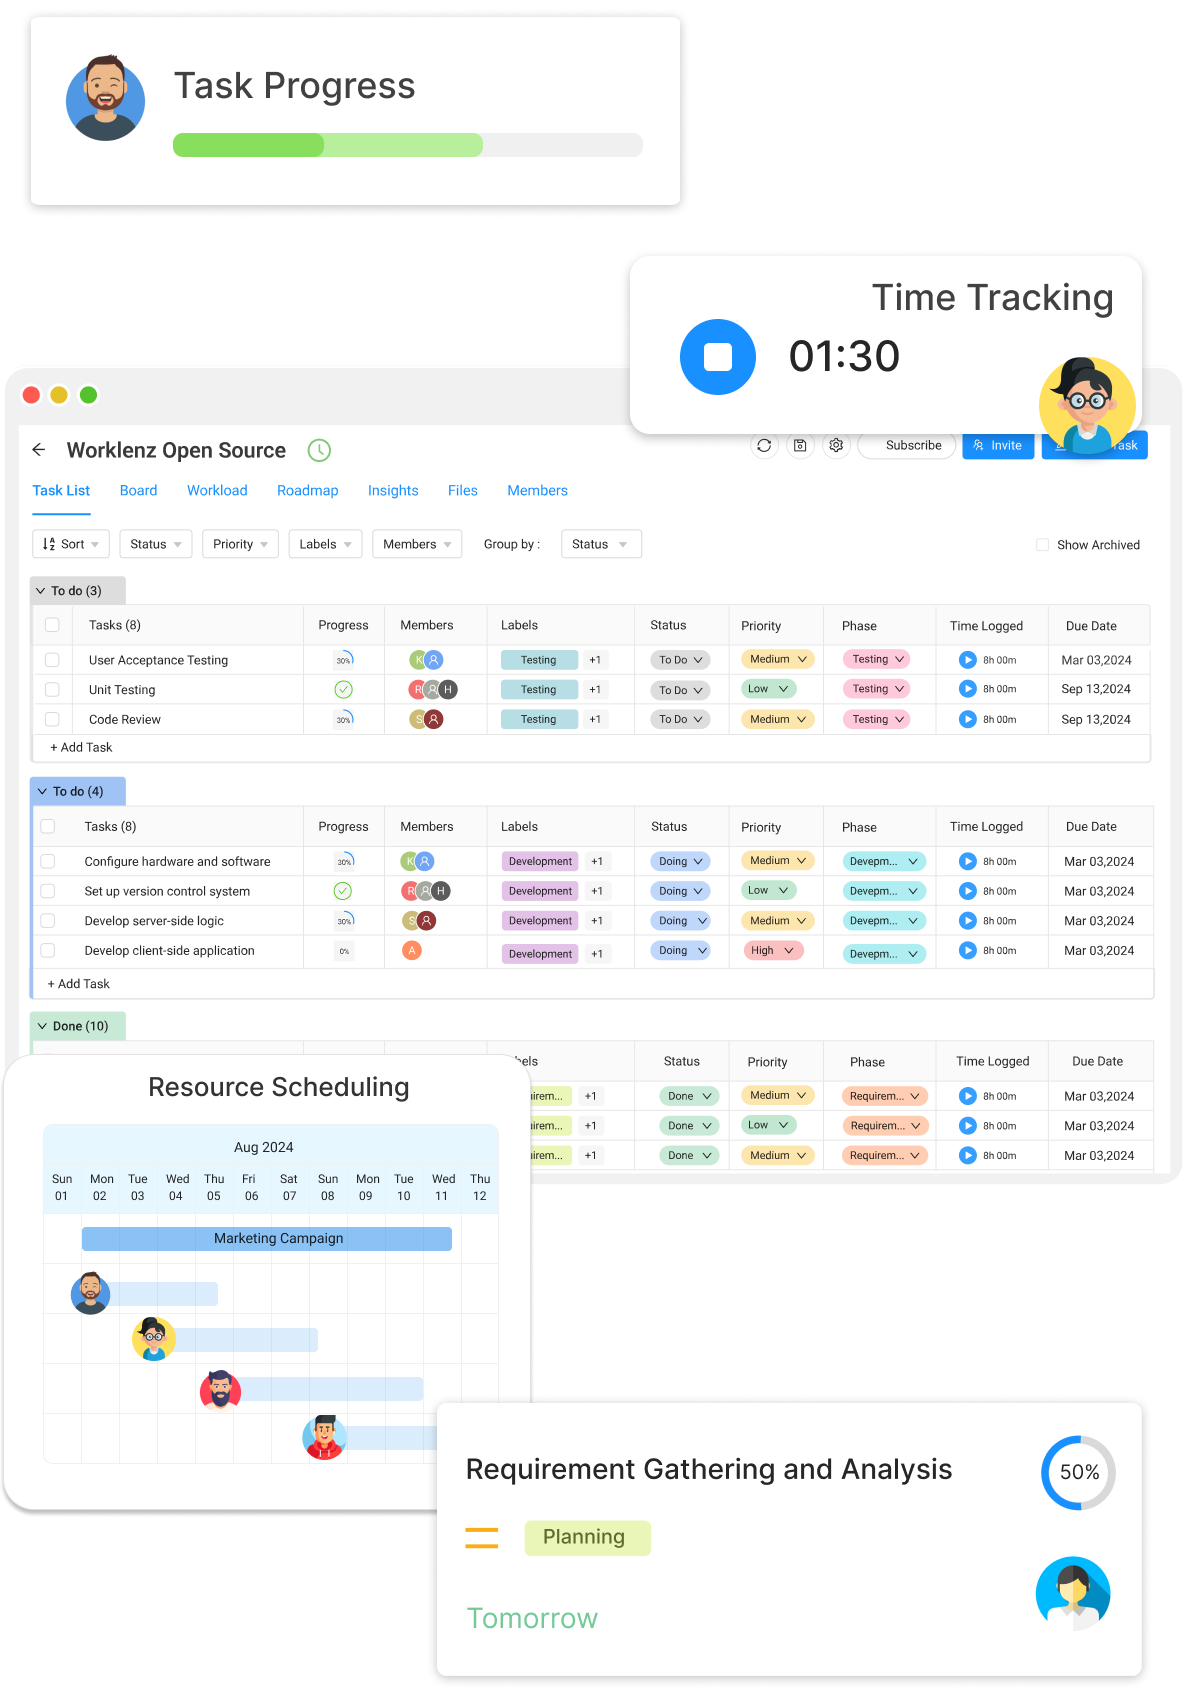 Task Progress
Time Tracking
01:30
Worklenz Open Source
Subscribe
Invite
ask
Task List Board Workload Roadmap Insights Files Members
Sort Status Priority Labels Members Group by : Status Show Archived
To do (3)
Tasks (8) Progress Members Labels Status Priority Phase Time Logged Due Date
User Acceptance Testing 30% K Testing +1 To Do Medium Testing 8h 00m Mar 03,2024
Unit Testing R H Testing +1 To Do Low Testing 8h 00m Sep 13,2024
Code Review 30% S Testing +1 To Do Medium Testing 8h 00m Sep 13,2024
+ Add Task
To do (4)
Tasks (8) Progress Members Labels Status Priority Phase Time Logged Due Date
Configure hardware and software 30% K Development +1 Doing Medium Devepm... 8h 00m Mar 03,2024
Set up version control system R H Development +1 Doing Low Devepm... 8h 00m Mar 03,2024
Develop server-side logic 30% S Development +1 Doing Medium Devepm... 8h 00m Mar 03,2024
Develop client-side application 0% A Development +1 Doing High Devepm... 8h 00m Mar 03,2024
+ Add Task
Done (10)
bels Status Priority Phase Time Logged Due Date
uirem... +1 Done Medium Requirem... 8h 00m Mar 03,2024
uirem... +1 Done Low Requirem... 8h 00m Mar 03,2024
uirem... +1 Done Medium Requirem... 8h 00m Mar 03,2024
Resource Scheduling
Aug 2024
Sun Mon Tue Wed Thu Fri Sat Sun Mon Tue Wed Thu
01 02 03 04 05 06 07 08 09 10 11 12
Marketing Campaign
Requirement Gathering and Analysis
50%
Planning
Tomorrow